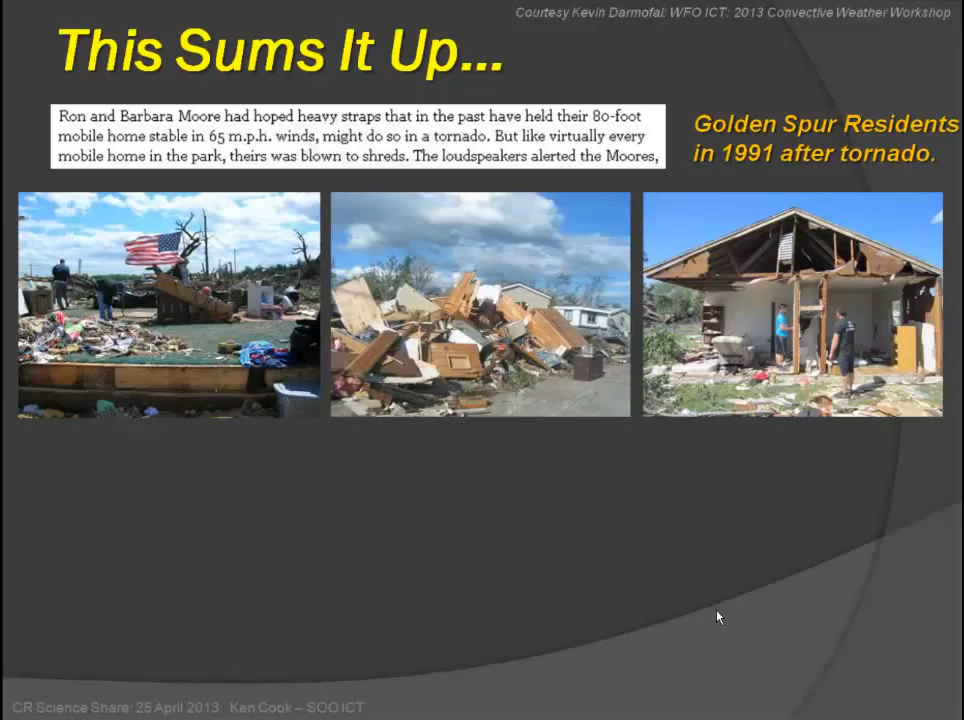 Courtesy Kevin Darmofal: WFO ICT: 2013 Convective Weather Workshop
This Sums It Up...
Ron and Barbara Moore had hoped heavy straps that in the past have held their 80-foot
mobile home stable in 65 m.p.h. winds, might do so in a tornado. But like virtually every
mobile home in the park, theirs was blown to shreds. The loudspeakers alerted the Moores,
Golden Spur Residents
in 1991 after tornado.
CR Science Share: 25 April 2013: Ken Cook – SOO ICT